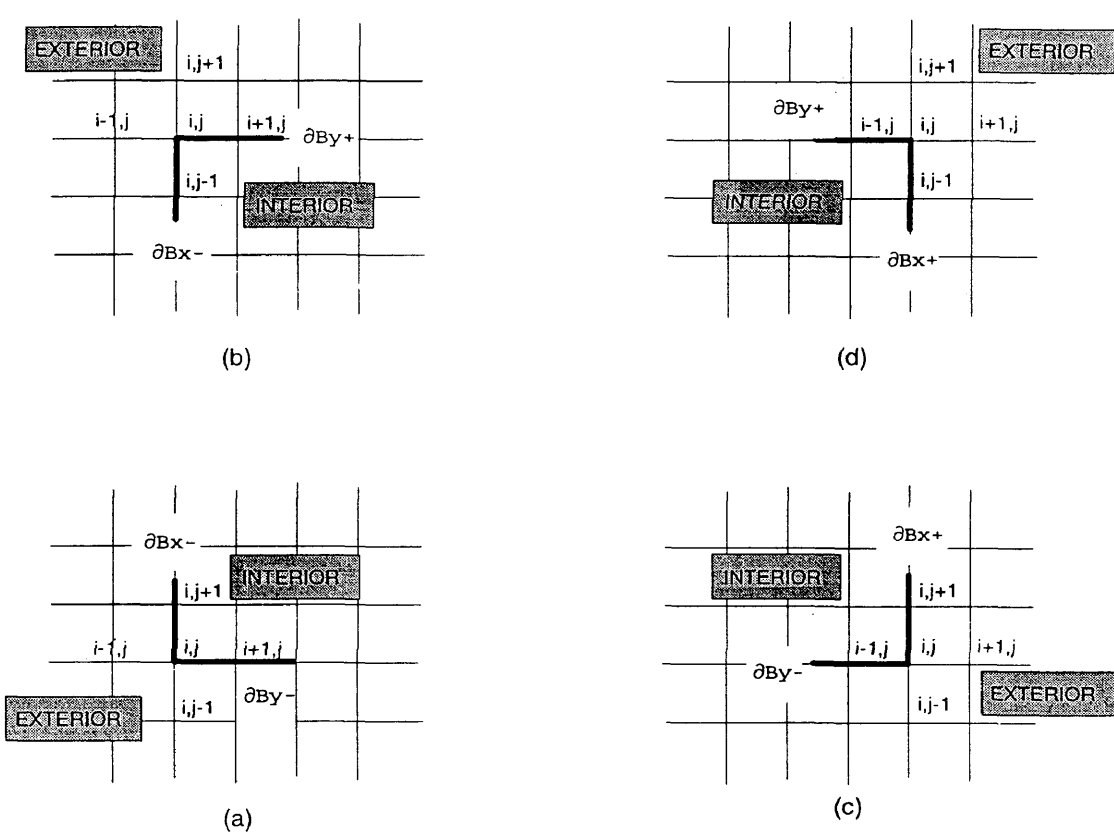 EXTERIOR
i,j+1
i-1,j i,j i+1,j ∂By+
i,j-1
INTERIOR
∂Bx-
(b)
EXTERIOR
i,j+1
∂By+
i-1,j i,j i+1,j
i,j-1
INTERIOR
∂Bx+
(d)
∂Bx-
INTERIOR
i,j+1
i-1,j i,j i+1,j
∂By-
i,j-1
EXTERIOR
(a)
∂Bx+
INTERIOR
i,j+1
i-1,j i,j i+1,j
∂By-
EXTERIOR
i,j-1
(c)